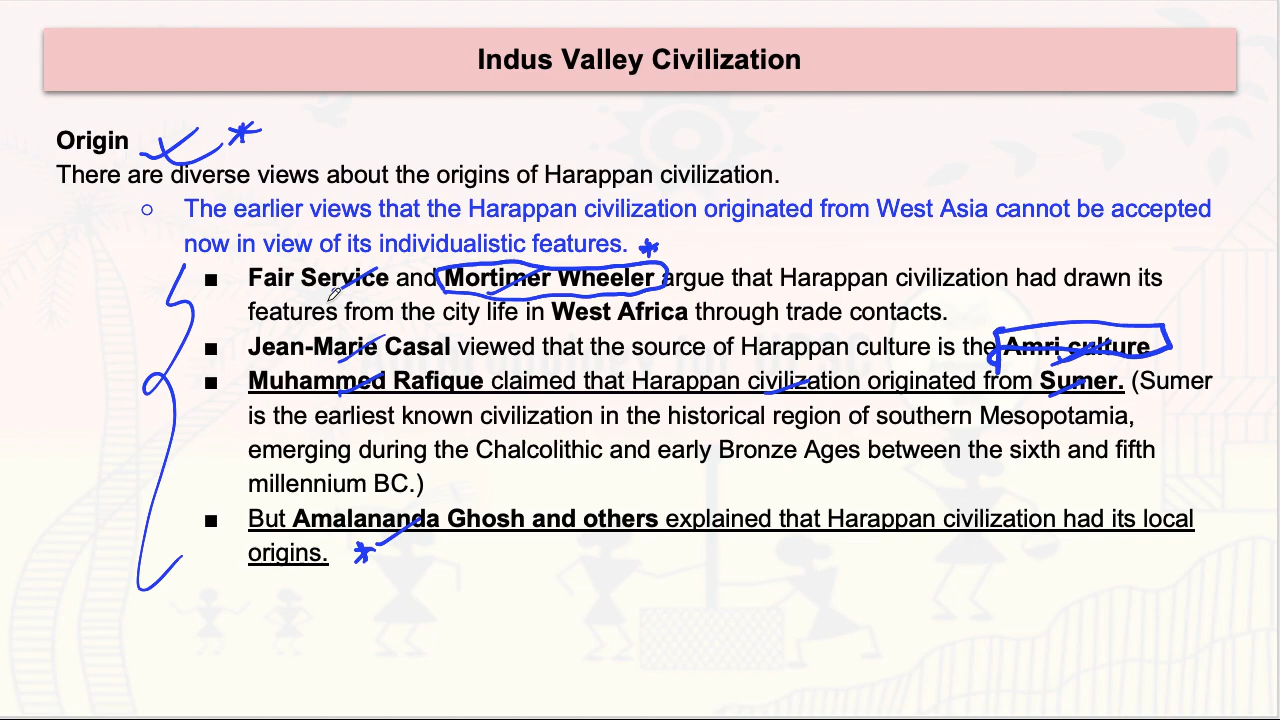 Indus Valley Civilization
Origin
There are diverse views about the origins of Harappan civilization.
○ The earlier views that the Harappan civilization originated from West Asia cannot be accepted
now in view of its individualistic features.
■ Fair Service and Mortimer Wheeler argue that Harappan civilization had drawn its
features from the city life in West Africa through trade contacts.
■ Jean-Marie Casal viewed that the source of Harappan culture is the Amri culture
■ Muhammed Rafique claimed that Harappan civilization originated from Sumer. (Sumer
is the earliest known civilization in the historical region of southern Mesopotamia,
emerging during the Chalcolithic and early Bronze Ages between the sixth and fifth
millennium BC.)
■ But Amalananda Ghosh and others explained that Harappan civilization had its local
origins.